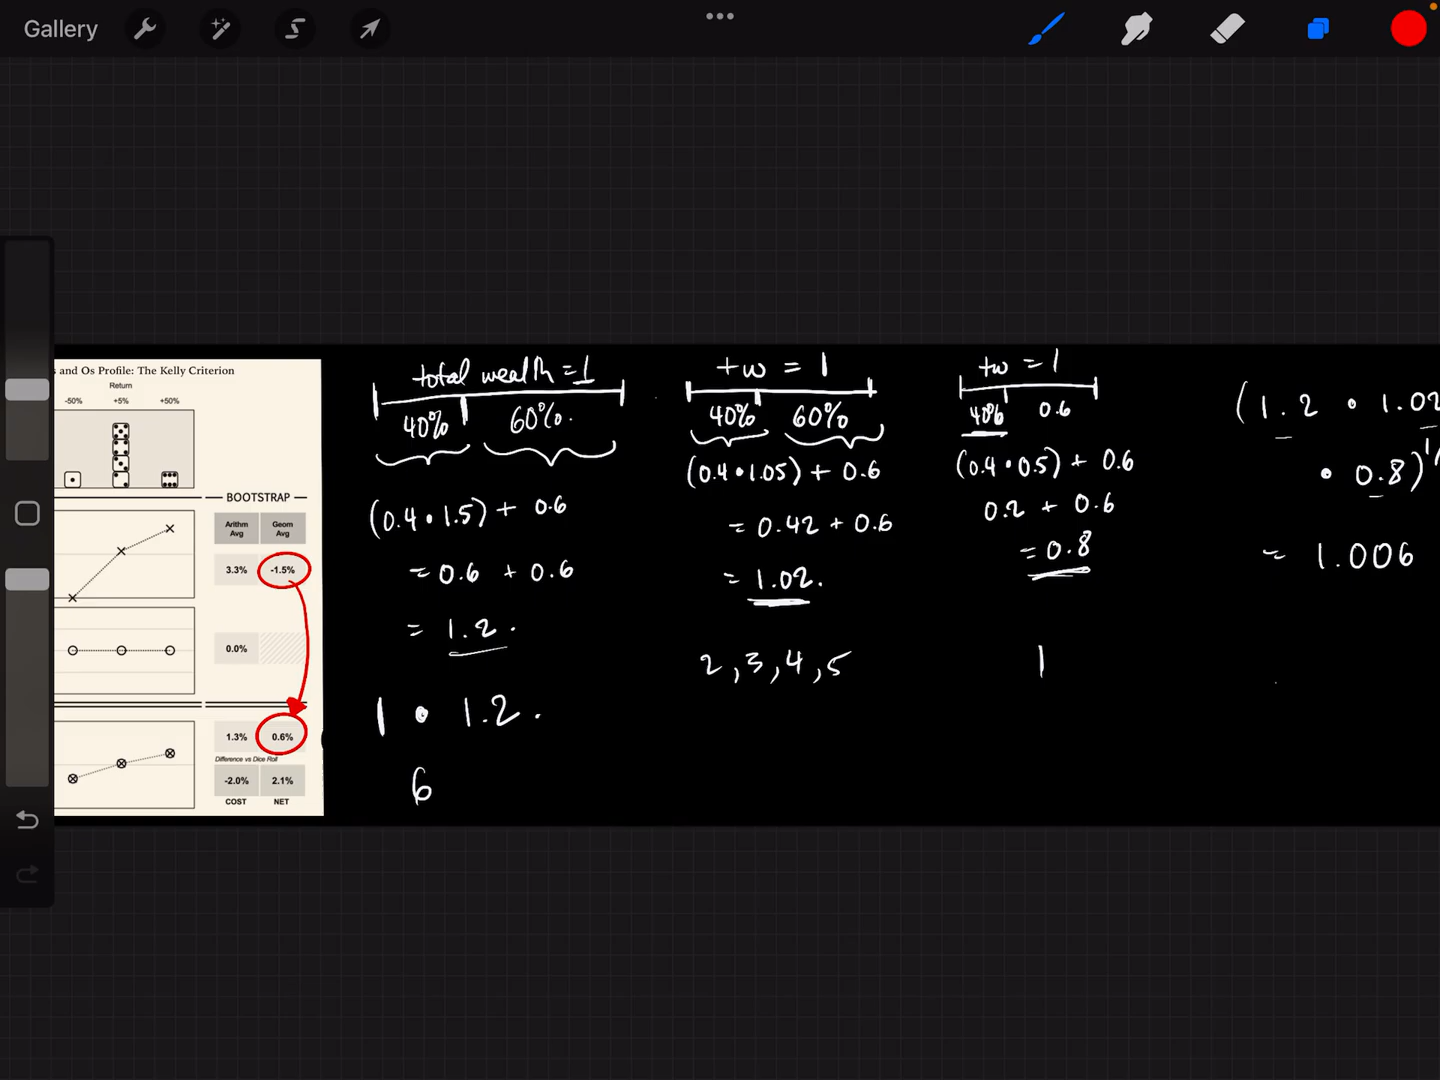 Gallery
s and Os Profile: The Kelly Criterion
Return
-50% +5% +50%
BOOTSTRAP
Arithm Avg Geom Avg
3.3% -1.5%
0.0%
1.3% 0.6%
Difference vs Dice Roll
-2.0% 2.1%
COST NET
total wealth = 1
40% 60%.
(0.4 • 1.5) + 0.6
= 0.6 + 0.6
= 1.2.
1 • 1.2.
6
tw = 1
40% 60%
(0.4 • 1.05) + 0.6
= 0.42 + 0.6
= 1.02.
2, 3, 4, 5
tw = 1
40% 0.6
(0.4 • 0.5) + 0.6
0.2 + 0.6
= 0.8
1
(1.2 • 1.02
• 0.8)
= 1.006